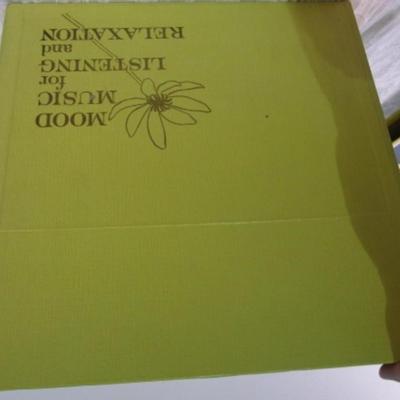 MOOD
MUSIC
for
LISTENING
and
RELAXATION